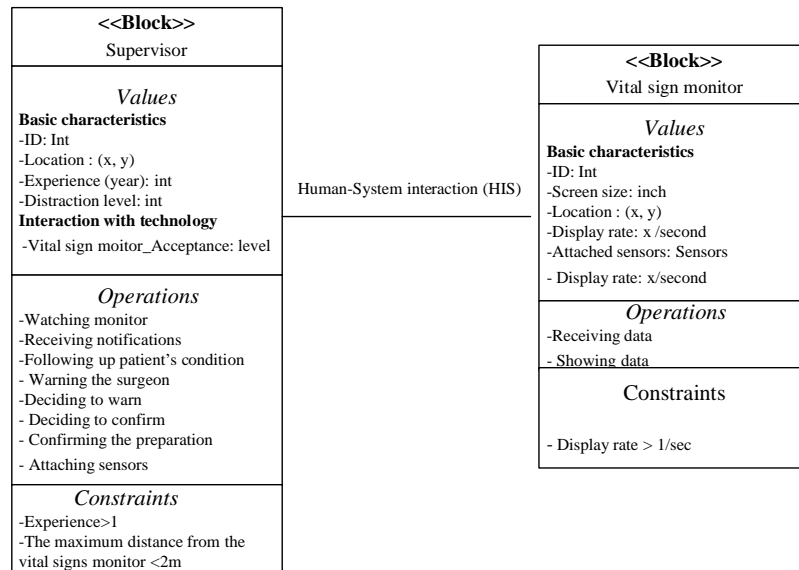 <<Block>>
Supervisor
Values
Basic characteristics
-ID: Int
-Location : (x, y)
-Experience (year): int
-Distraction level: int
Interaction with technology
-Vital sign moitor_Acceptance: level
Operations
-Watching monitor
-Receiving notifications
-Following up patient's condition
- Warning the surgeon
-Deciding to warn
- Deciding to confirm
- Confirming the preparation
- Attaching sensors
Constraints
-Experience>1
-The maximum distance from the
vital signs monitor <2m
Human-System interaction (HIS)
<<Block>>
Vital sign monitor
Values
Basic characteristics
-ID: Int
-Screen size: inch
-Location : (x, y)
-Display rate: x /second
-Attached sensors: Sensors
- Display rate: x/second
Operations
-Receiving data
- Showing data
Constraints
- Display rate > 1/sec